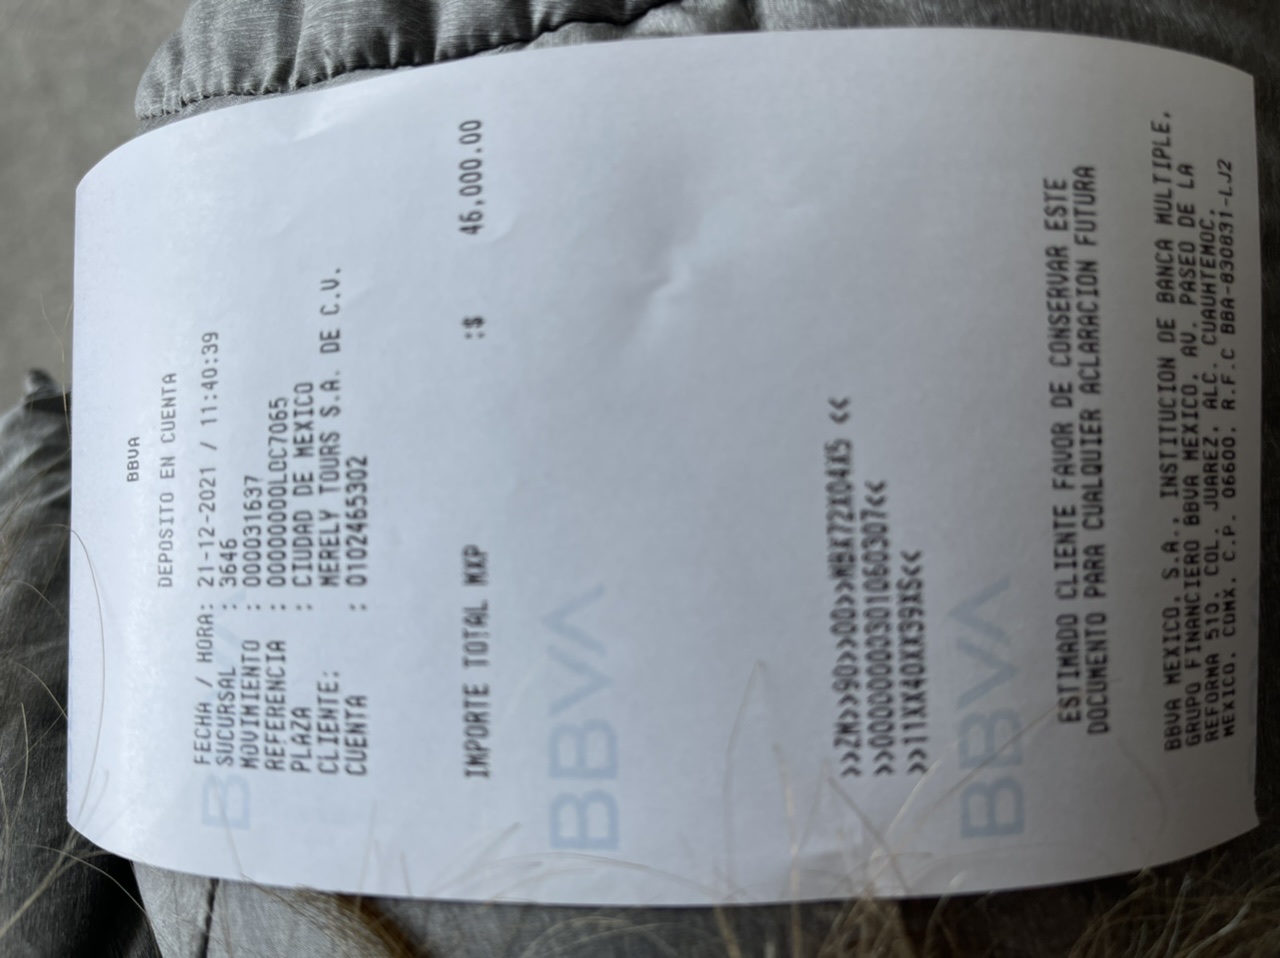 BBVA
DEPOSITO EN CUENTA
FECHA / HORA: 21-12-2021 / 11:40:39
SUCURSAL : 3646
MOVIMIENTO : 000031637
REFERENCIA : 00000000LOC7065
PLAZA : CIUDAD DE MEXICO
CLIENTE: MERELY TOURS S.A. DE C.V.
CUENTA : 0102465302
IMPORTE TOTAL MXP :$ 46,000.00
BBVA
>>ZM>>90>>00>>MBX72X04X5 <<
>>0000000030106030?<<
>>11XX40XX39XS<<
BBVA
ESTIMADO CLIENTE FAVOR DE CONSERVAR ESTE
DOCUMENTO PARA CUALQUIER ACLARACION FUTURA
BBVA MEXICO, S.A., INSTITUCION DE BANCA MULTIPLE,
GRUPO FINANCIERO BBVA MEXICO. AV. PASEO DE LA
REFORMA 510, COL. JUAREZ, ALC. CUAUHTEMOC,
MEXICO, CDMX. C.P. 06600. R.F.C BBA-830831-LJ2